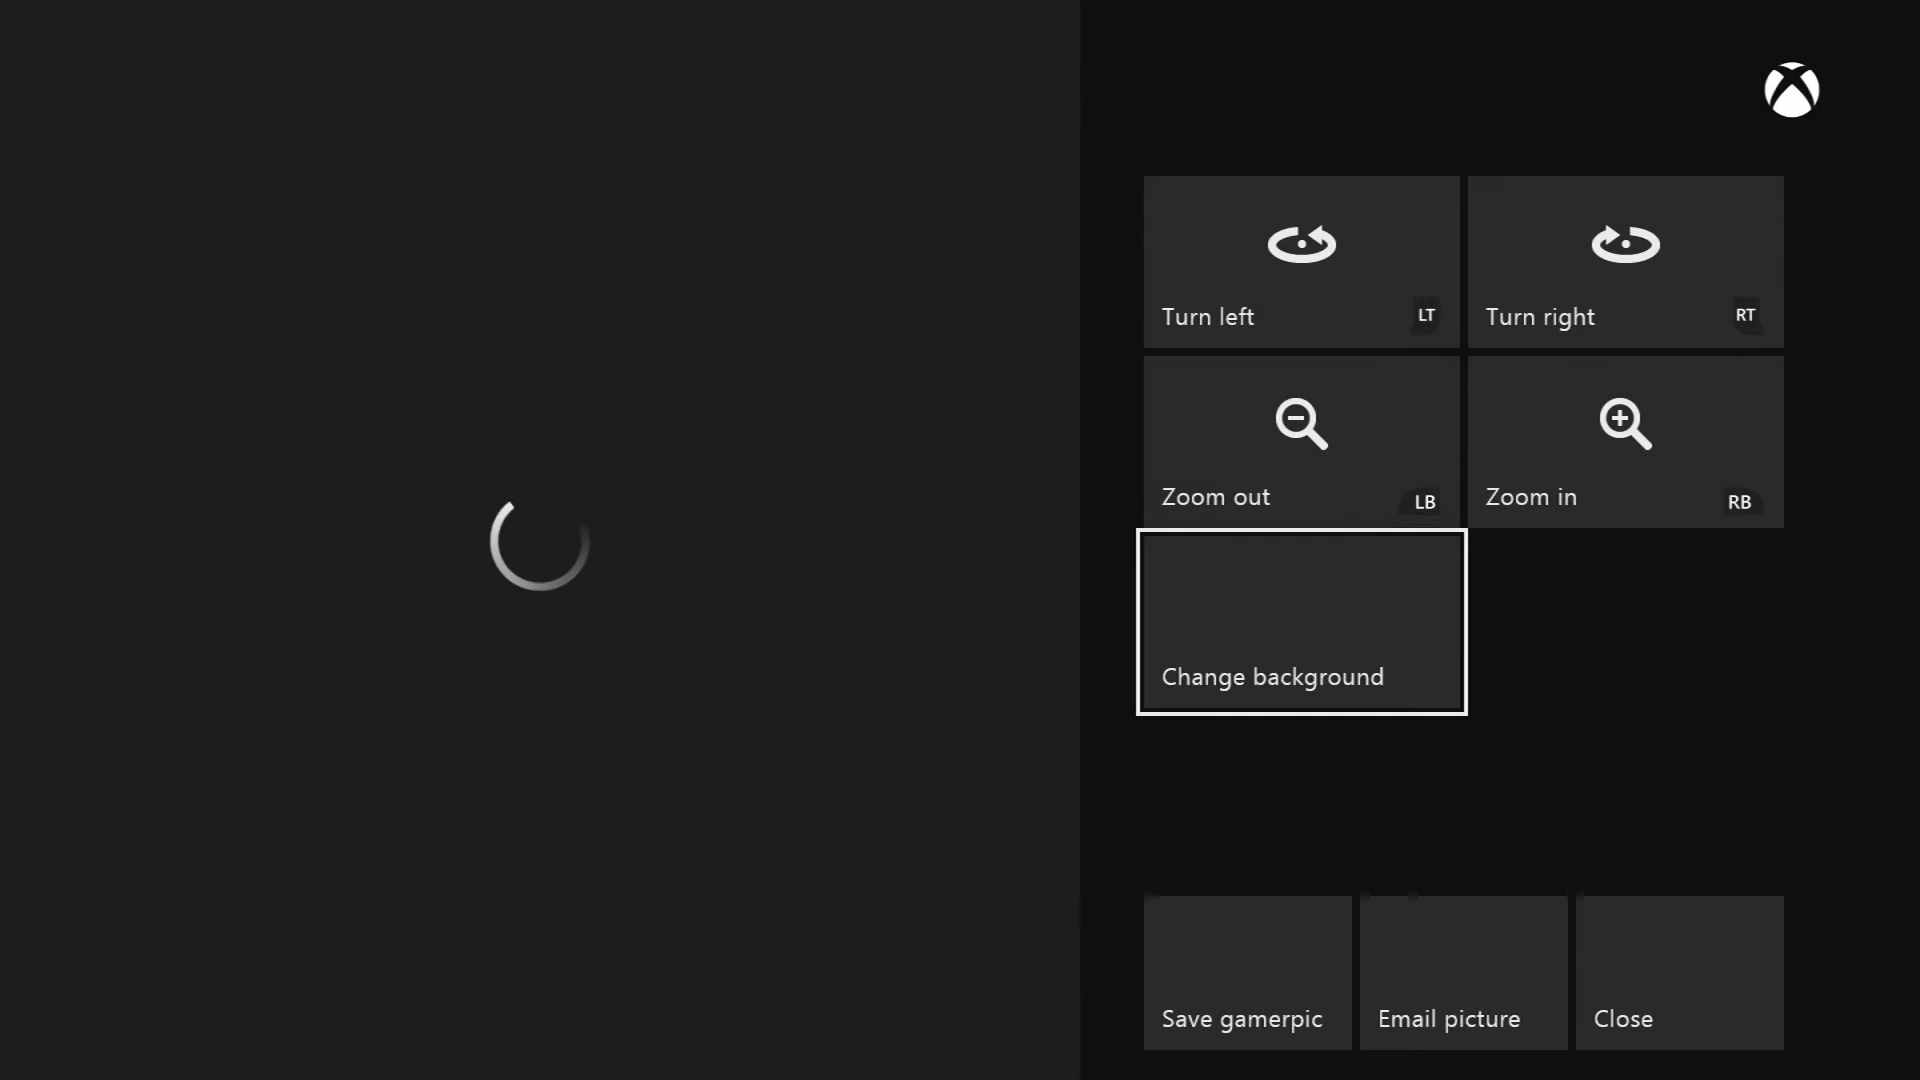 Turn left
LT
Turn right
RT
Zoom out
LB
Zoom in
RB
Change background
Save gamerpic
Email picture
Close